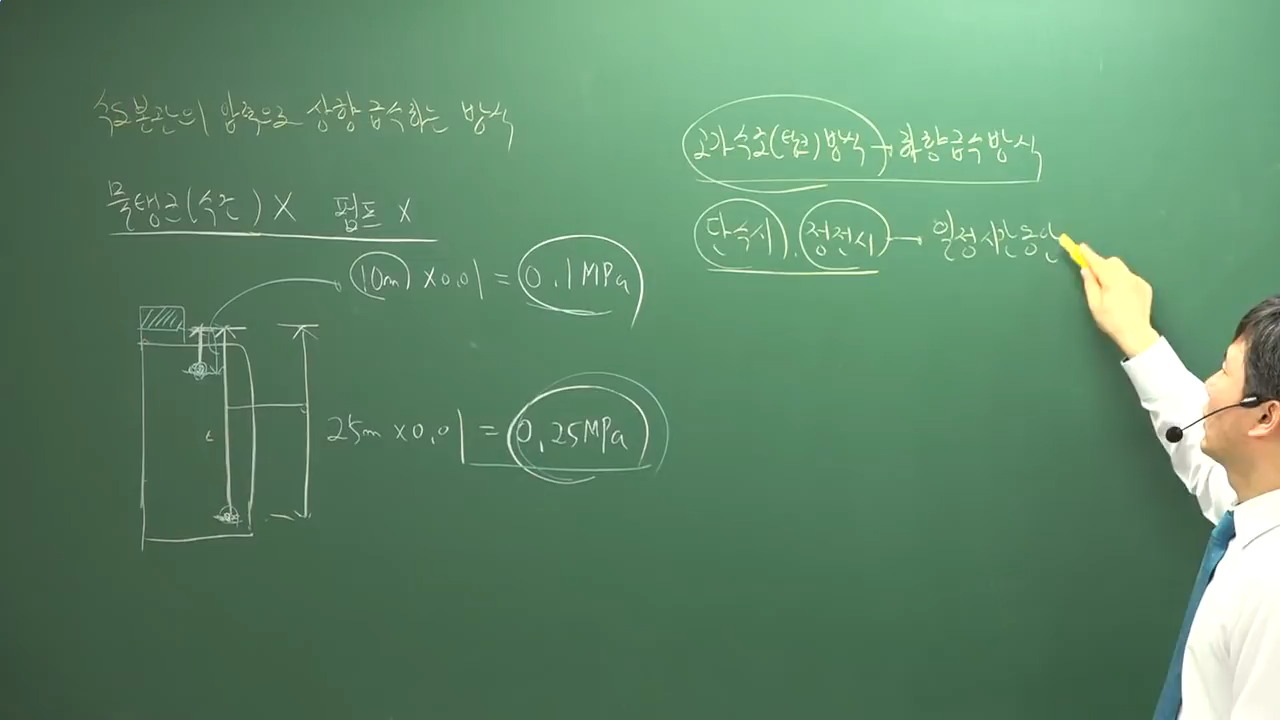 수도본관의 압력으로 상향급수하는 방식
물탱크(수조) X 펌프 X
10m × 0.01 = 0.1MPa
25m × 0.01 = 0.25MPa
고가수조(탱크)방식 → 하향급수방식
단수시, 정전시 → 일정시간동안